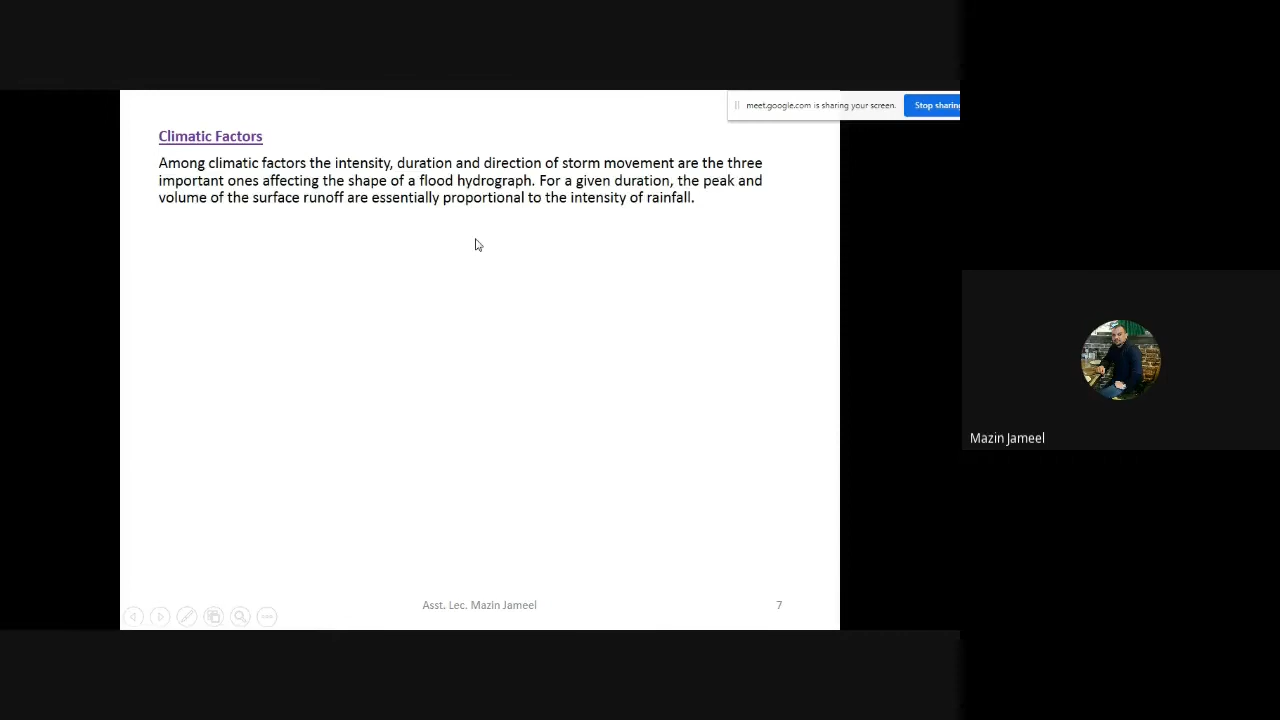 meet.google.com is sharing your screen.
Stop sharing
Climatic Factors
Among climatic factors the intensity, duration and direction of storm movement are the three
important ones affecting the shape of a flood hydrograph. For a given duration, the peak and
volume of the surface runoff are essentially proportional to the intensity of rainfall.
Mazin Jameel
Asst. Lec. Mazin Jameel
7